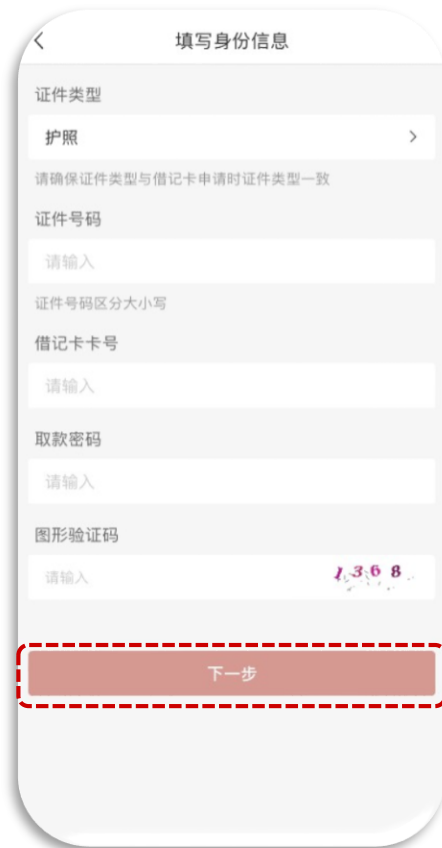 填写身份信息
证件类型
护照
请确保证件类型与借记卡申请时证件类型一致
证件号码
请输入
证件号码区分大小写
借记卡卡号
请输入
取款密码
请输入
图形验证码
请输入 1368
下一步